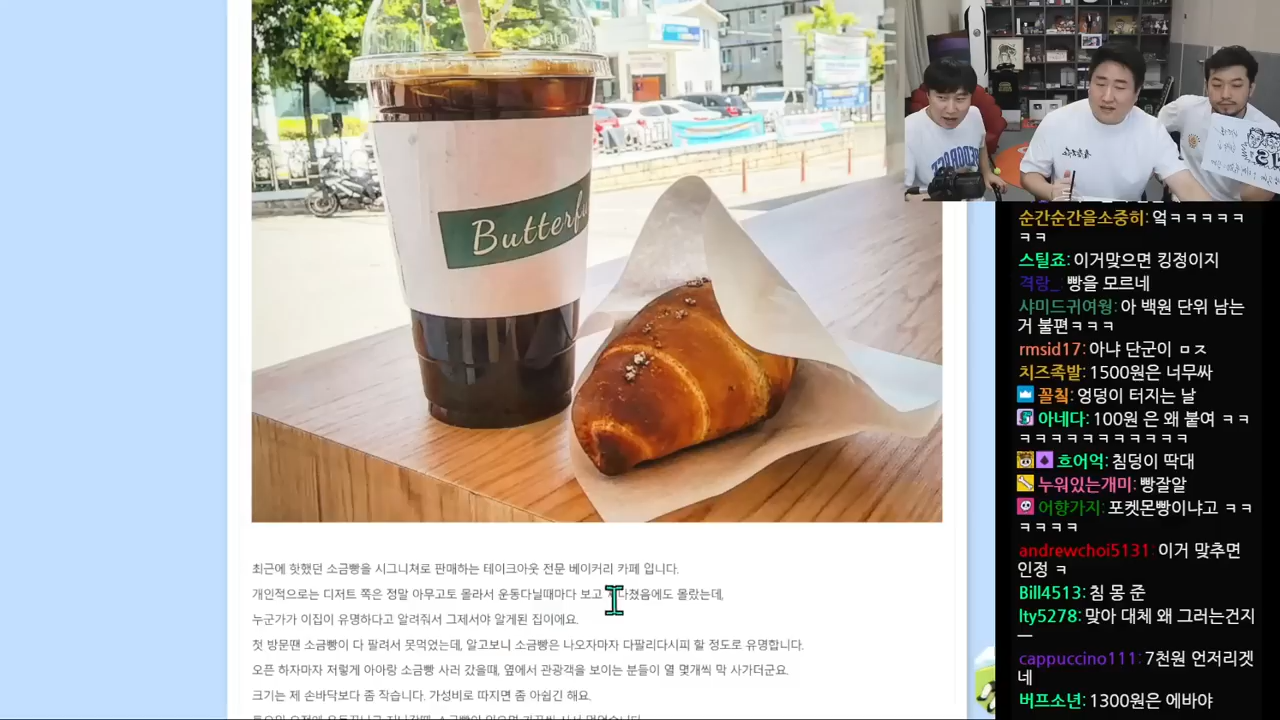 Butterfu
순간순간을소중히: 엌ㅋㅋㅋㅋㅋ
ㅋㅋ
스틸죠: 이거맞으면 킹정이지
격람_: 빵을 모르네
샤미드귀여웡: 아 백원 단위 남는
거 불편ㅋㅋㅋ
rmsid17: 아냐 단군이 ㅁㅈ
치즈족발: 1500원은 너무싸
꼴칰: 엉덩이 터지는 날
아네다: 100원 은 왜 붙여 ㅋㅋ
ㅋㅋㅋㅋㅋㅋㅋㅋㅋㅋㅋ
흐어억: 침덩이 딱대
누워있는개미: 빵잘알
어향가지: 포켓몬빵이냐고 ㅋㅋ
ㅋㅋㅋㅋ
andrewchoi5131: 이거 맞추면
인정 ㅋ
Bill4513: 침 몽 준
lty5278: 맞아 대체 왜 그러는건지
ㅡ
cappuccino111: 7천원 언저리겟
네
버프소년: 1300원은 에바야
최근에 핫했던 소금빵을 시그니쳐로 판매하는 테이크아웃 전문 베이커리 카페 입니다.
개인적으로는 디저트 쪽은 정말 아무고토 몰라서 운동다닐때마다 보고 지나쳤음에도 몰랐는데,
누군가가 이집이 유명하다고 알려줘서 그제서야 알게된 집이에요.
첫 방문땐 소금빵이 다 팔려서 못먹었는데, 알고보니 소금빵은 나오자마자 다팔리다시피 할 정도로 유명합니다.
오픈 하자마자 저렇게 아아랑 소금빵 사러 갔을때, 옆에서 관광객을 보이는 분들이 열 몇개씩 막 사가더군요.
크기는 제 손바닥보다 좀 작습니다. 가성비로 따지면 좀 아쉽긴 해요.